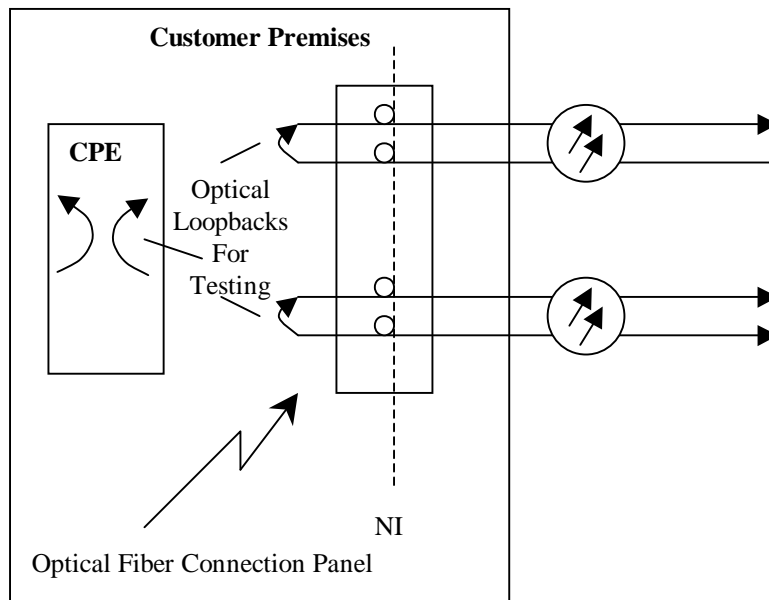 Customer Premises
CPE
Optical
Loopbacks
For
Testing
NI
Optical Fiber Connection Panel